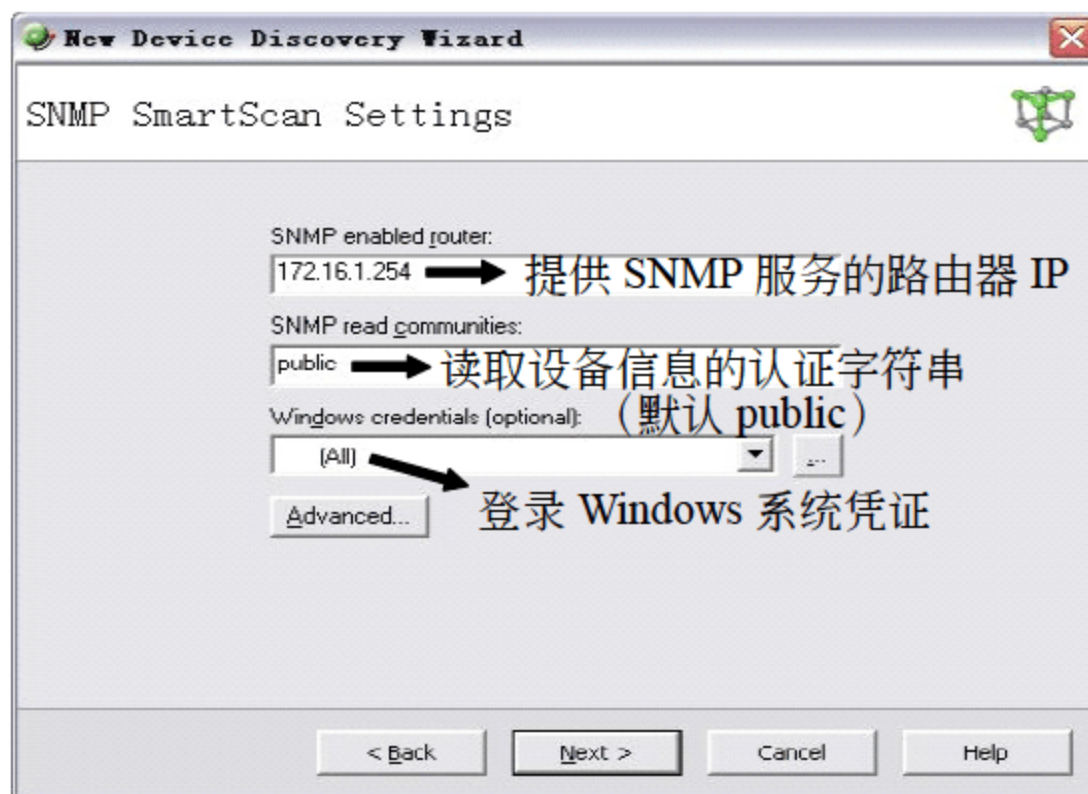 New Device Discovery Wizard
SNMP SmartScan Settings
SNMP enabled router:
172.16.1.254 提供 SNMP 服务的路由器 IP
SNMP read communities:
public 读取设备信息的认证字符串
Windows credentials (optional): （默认 public）
(All) ...
登录 Windows 系统凭证
Advanced...
< Back Next > Cancel Help